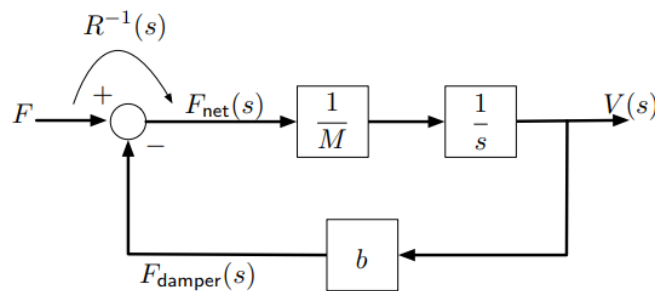 R⁻¹(s)
F
+
−
F_net(s)
1/M
1/s
V(s)
F_damper(s)
b